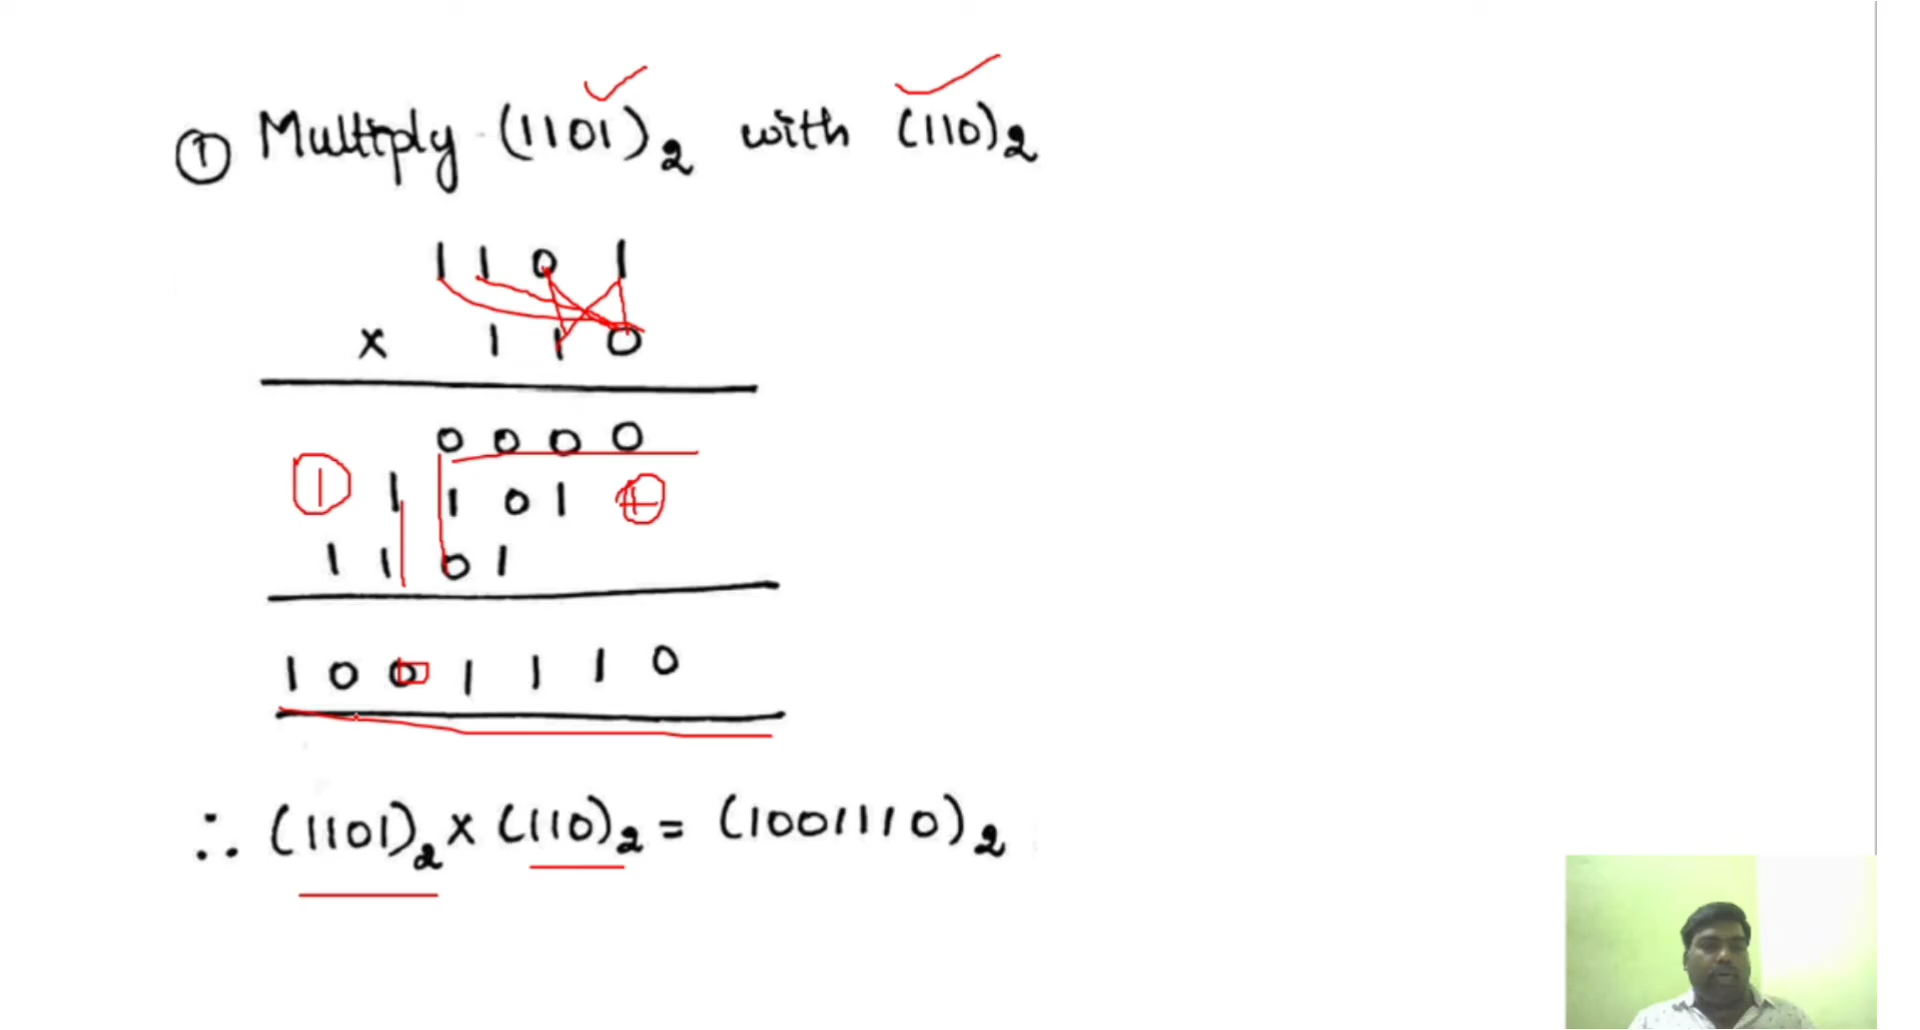 ① Multiply (1101)₂ with (110)₂
1 1 0 1
x 1 1 0
0 0 0 0
① 1 1 0 1 +
1 1 0 1
1 0 0 1 1 1 0
∴ (1101)₂ x (110)₂ = (1001110)₂